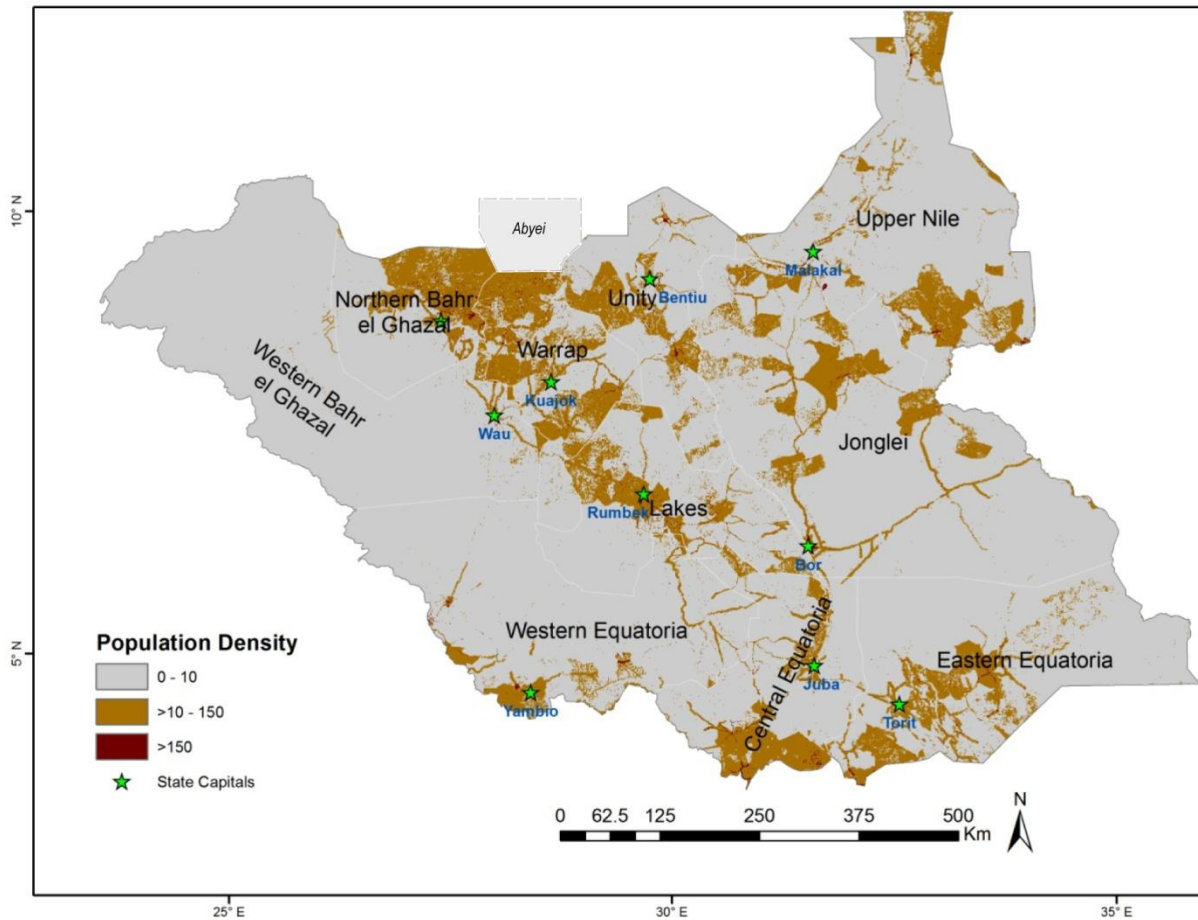 10° N
Abyei
Upper Nile
Malakal
Northern Bahr
el Ghazal
Unity
Bentiu
Warrap
Western Bahr
el Ghazal
Kuajok
Wau
Jonglei
Rumbek
Lakes
Bor
Central Equatoria
Western Equatoria
Eastern Equatoria
5° N
Juba
Yambio
Torit
Population Density
0 - 10
>10 - 150
>150
State Capitals
0 62.5 125 250 375 500
Km
N
25° E
30° E
35° E